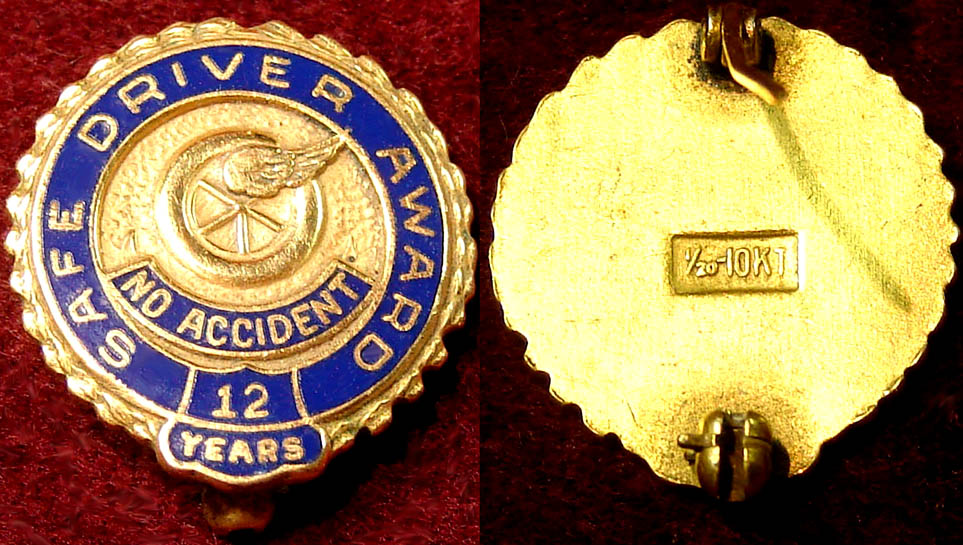 SAFE DRIVER AWARD
NO ACCIDENT
12
YEARS
1/20-10KT